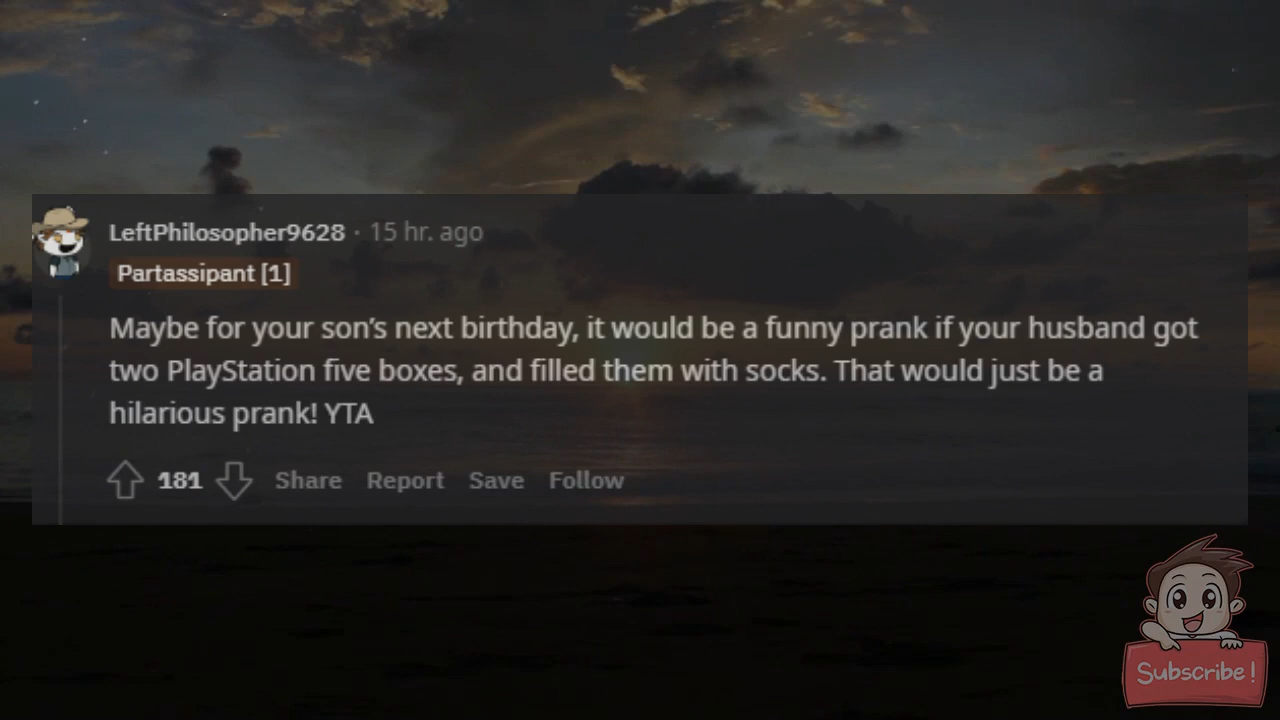 LeftPhilosopher9628 · 15 hr. ago
Partassipant [1]
Maybe for your son’s next birthday, it would be a funny prank if your husband got
two PlayStation five boxes, and filled them with socks. That would just be a
hilarious prank! YTA
181 Share Report Save Follow
Subscribe!